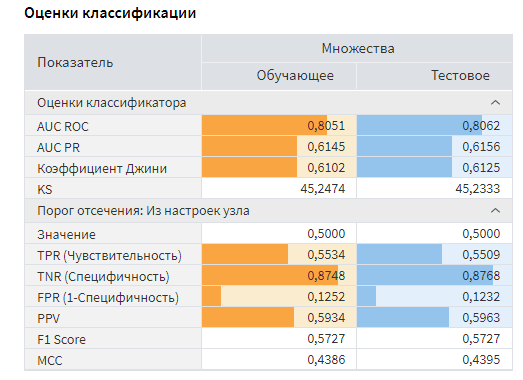 Оценки классификации
Показатель
Множества
Обучающее Тестовое
Оценки классификатора
AUC ROC 0,8051 0,8062
AUC PR 0,6145 0,6156
Коэффициент Джини 0,6102 0,6125
KS 45,2474 45,2333
Порог отсечения: Из настроек узла
Значение 0,5000 0,5000
TPR (Чувствительность) 0,5534 0,5509
TNR (Специфичность) 0,8748 0,8768
FPR (1-Специфичность) 0,1252 0,1232
PPV 0,5934 0,5963
F1 Score 0,5727 0,5727
MCC 0,4386 0,4395